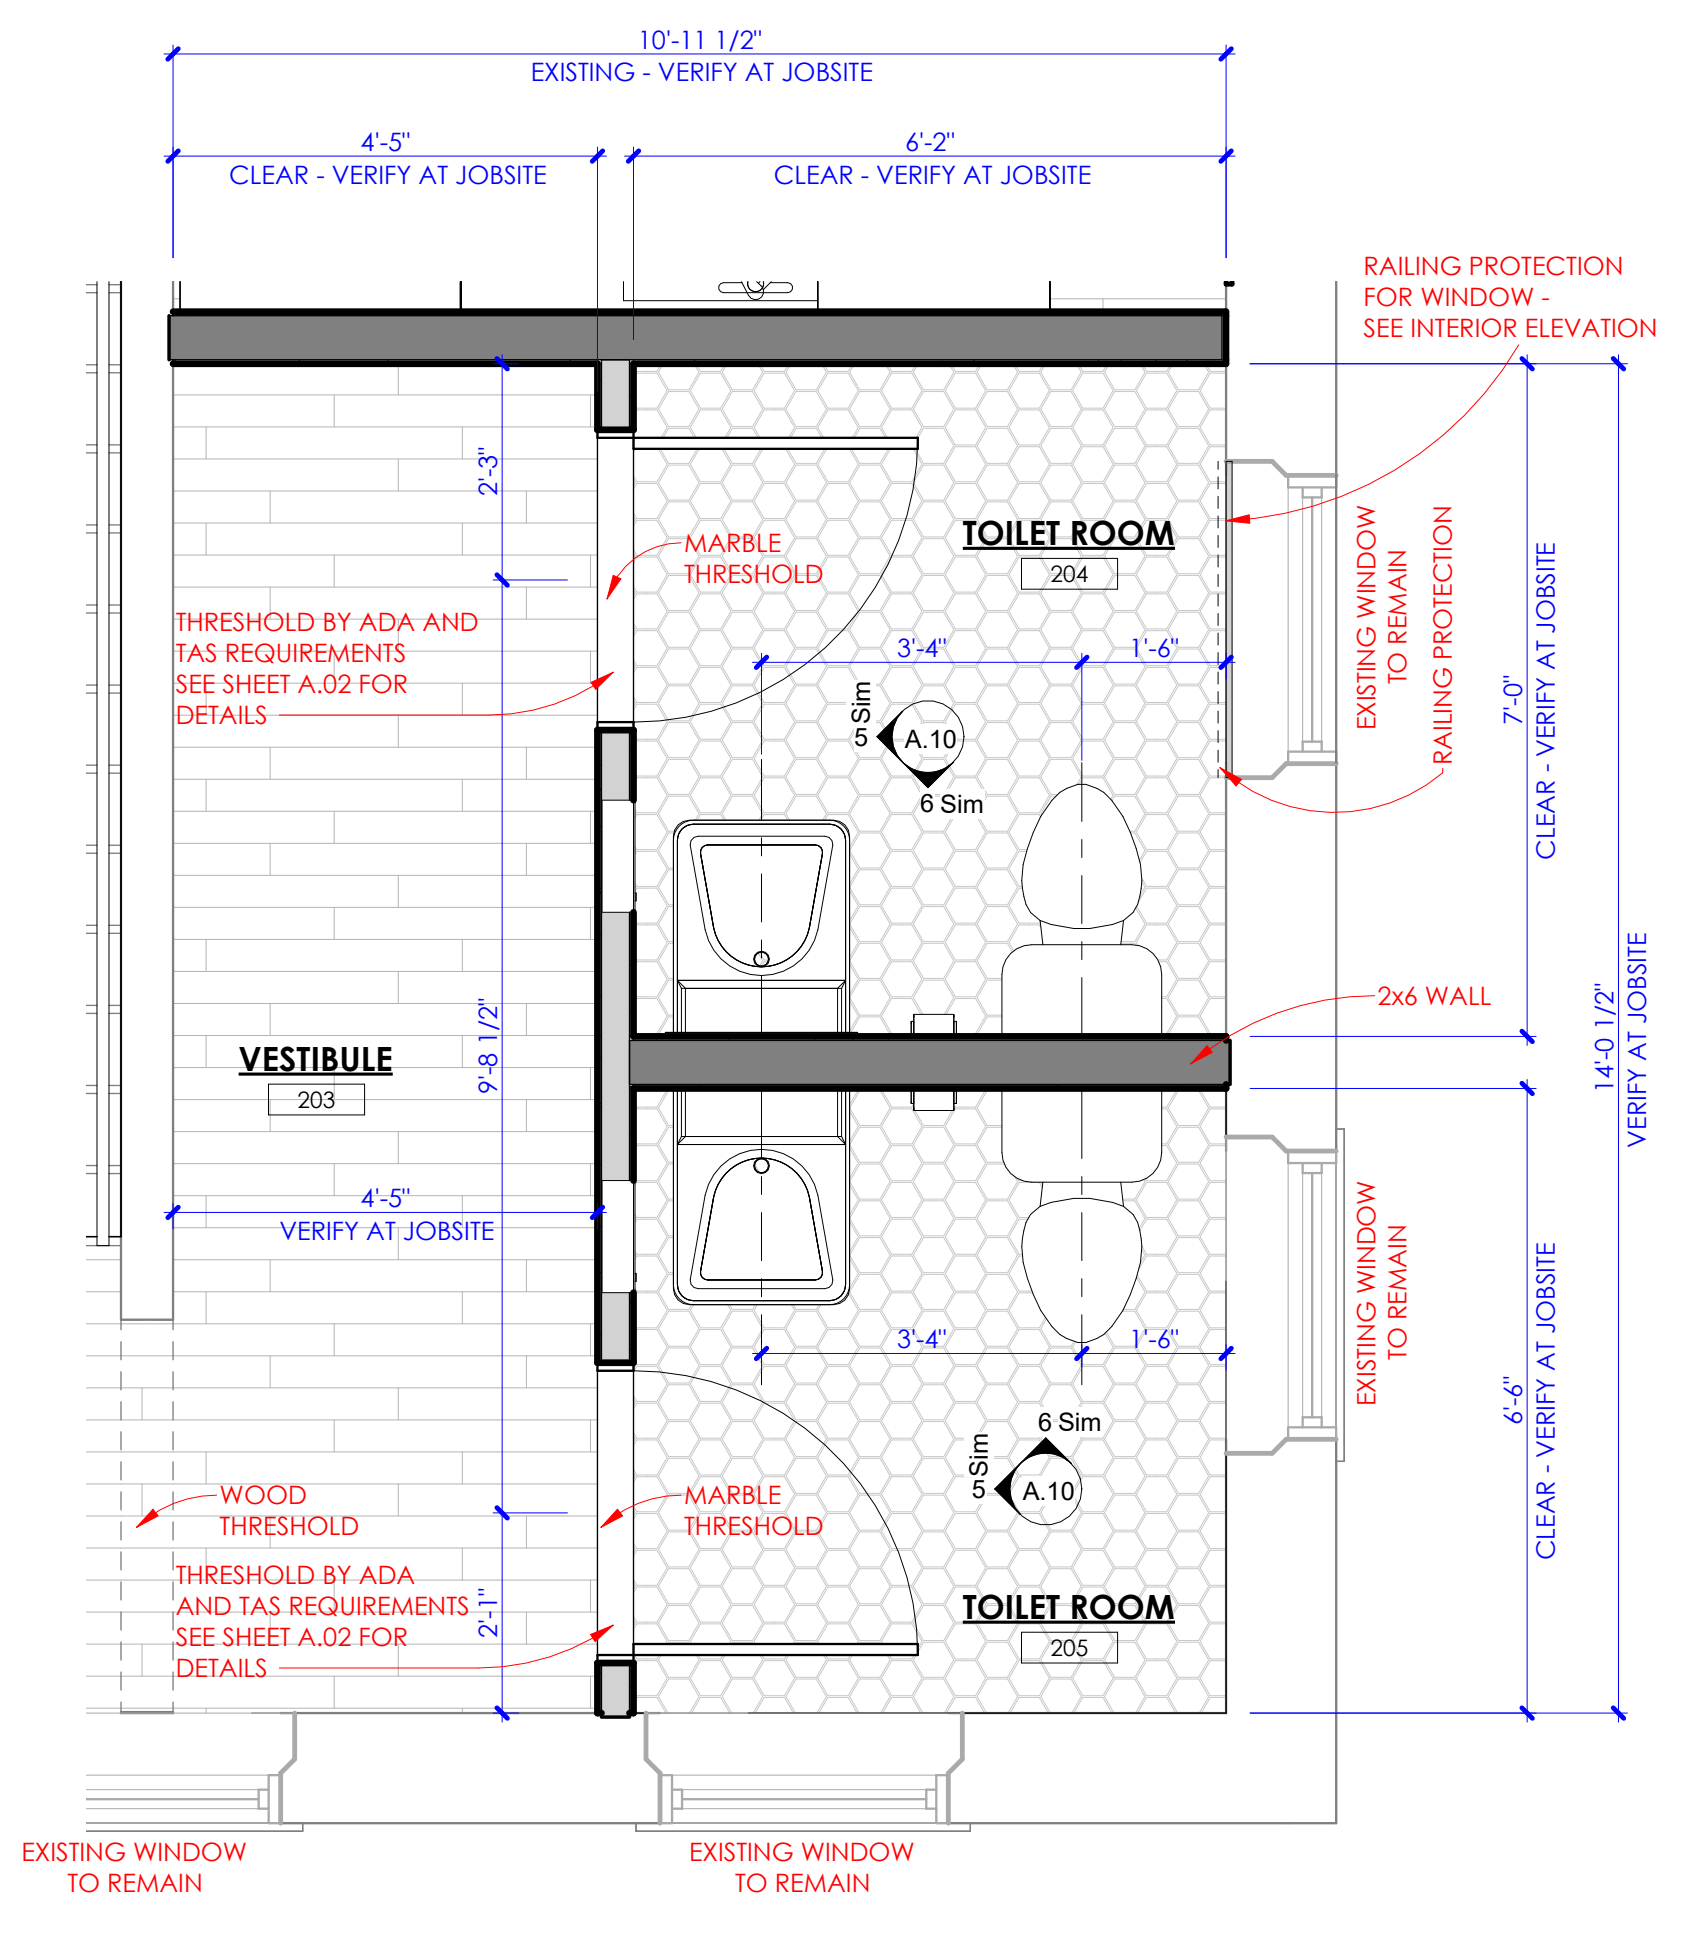 10'-11 1/2"
EXISTING - VERIFY AT JOBSITE
4'-5"
CLEAR - VERIFY AT JOBSITE
6'-2"
CLEAR - VERIFY AT JOBSITE
RAILING PROTECTION
FOR WINDOW -
SEE INTERIOR ELEVATION
2'-3"
MARBLE
THRESHOLD
TOILET ROOM
204
THRESHOLD BY ADA AND
TAS REQUIREMENTS
SEE SHEET A.02 FOR
DETAILS
3'-4"
1'-6"
5 Sim
A.10
6 Sim
EXISTING WINDOW
TO REMAIN
RAILING PROTECTION
7'-0"
CLEAR - VERIFY AT JOBSITE
14'-0 1/2"
VERIFY AT JOBSITE
2x6 WALL
VESTIBULE
203
9'-8 1/2"
4'-5"
VERIFY AT JOBSITE
EXISTING WINDOW
TO REMAIN
6'-6"
CLEAR - VERIFY AT JOBSITE
3'-4"
1'-6"
6 Sim
5 Sim
A.10
WOOD
THRESHOLD
MARBLE
THRESHOLD
THRESHOLD BY ADA
AND TAS REQUIREMENTS
SEE SHEET A.02 FOR
DETAILS
2'-1"
TOILET ROOM
205
EXISTING WINDOW
TO REMAIN
EXISTING WINDOW
TO REMAIN